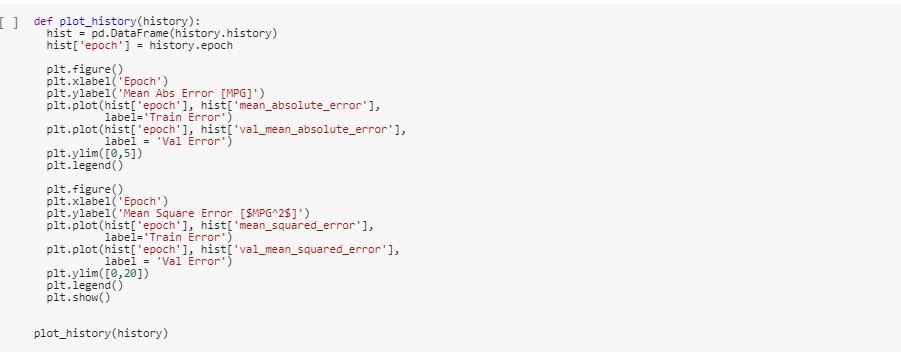 [ ] def plot_history(history):
  hist = pd.DataFrame(history.history)
  hist['epoch'] = history.epoch

  plt.figure()
  plt.xlabel('Epoch')
  plt.ylabel('Mean Abs Error [MPG]')
  plt.plot(hist['epoch'], hist['mean_absolute_error'],
           label='Train Error')
  plt.plot(hist['epoch'], hist['val_mean_absolute_error'],
           label = 'Val Error')
  plt.ylim([0,5])
  plt.legend()

  plt.figure()
  plt.xlabel('Epoch')
  plt.ylabel('Mean Square Error [$MPG^2$]')
  plt.plot(hist['epoch'], hist['mean_squared_error'],
           label='Train Error')
  plt.plot(hist['epoch'], hist['val_mean_squared_error'],
           label = 'Val Error')
  plt.ylim([0,20])
  plt.legend()
  plt.show()


plot_history(history)